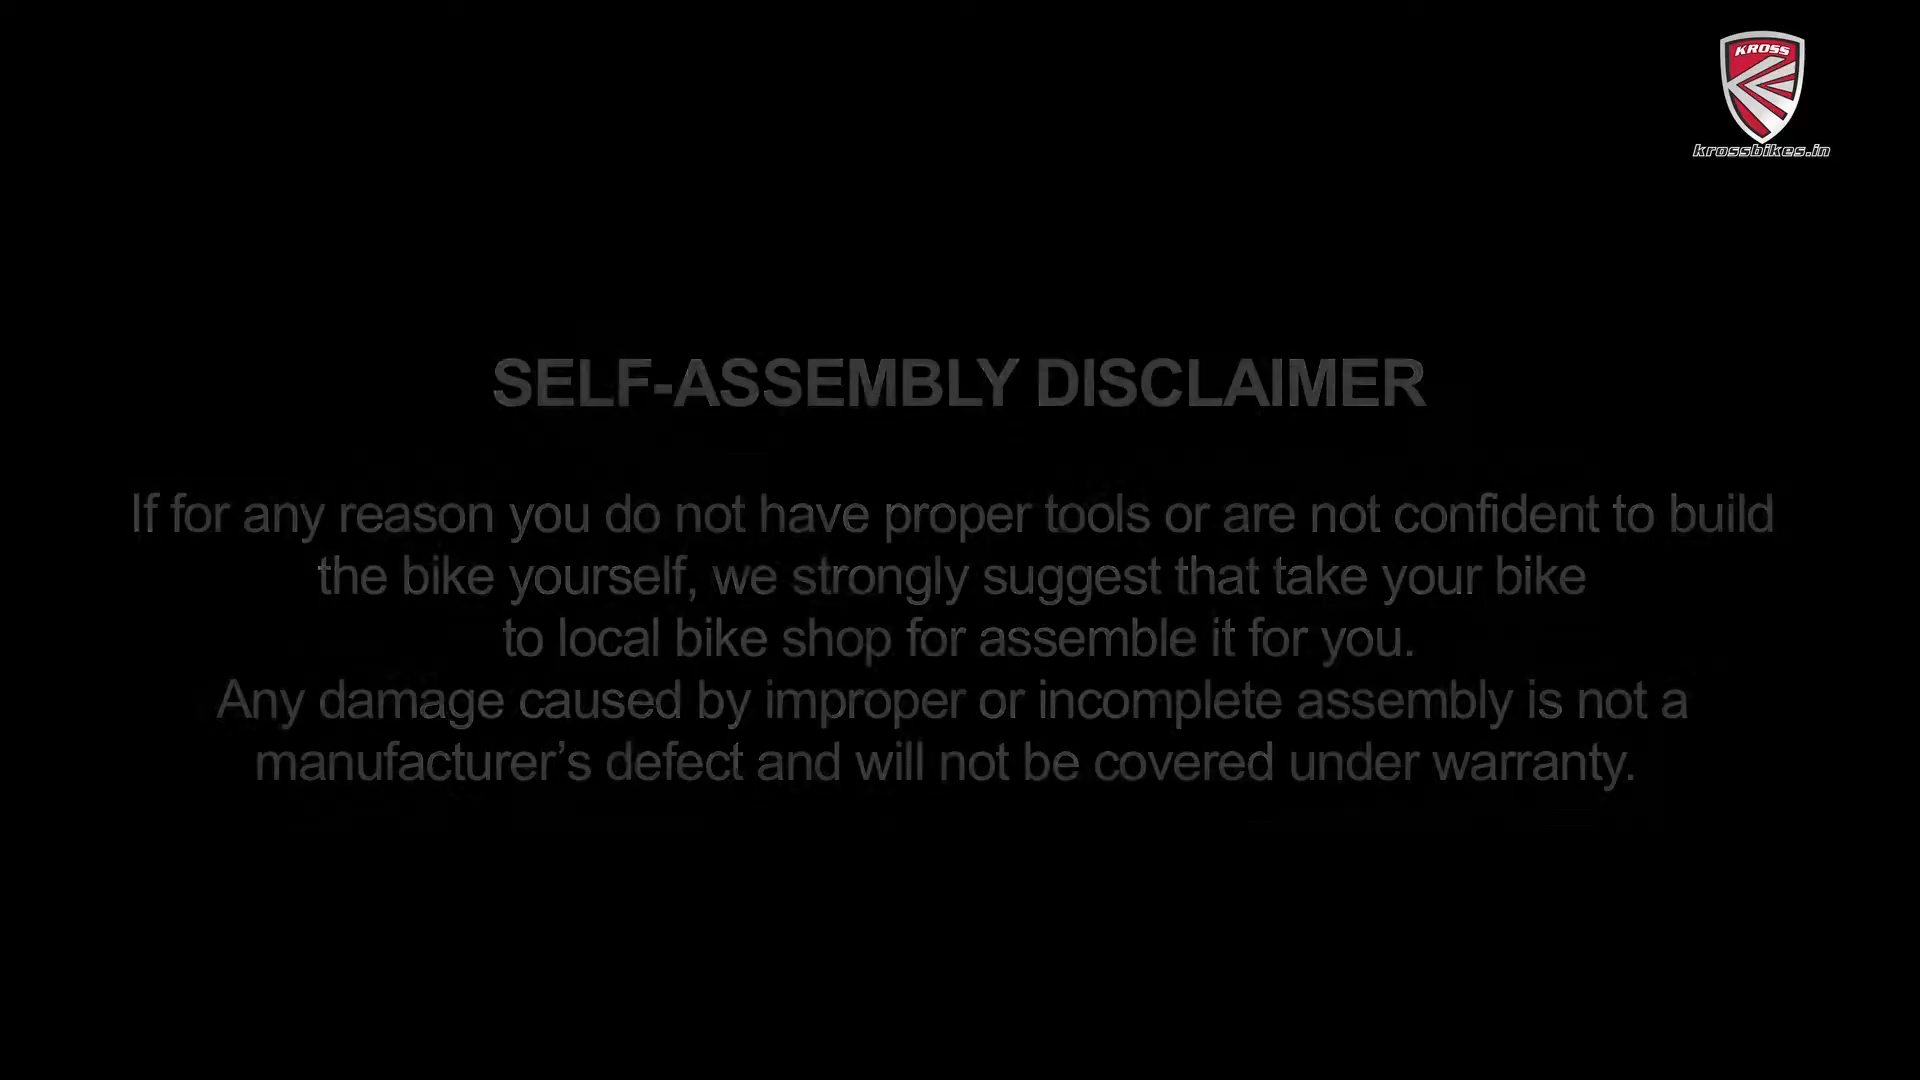 KROSS
krossbikes.in
SELF-ASSEMBLY DISCLAIMER
If for any reason you do not have proper tools or are not confident to build
the bike yourself, we strongly suggest that take your bike
to local bike shop for assemble it for you.
Any damage caused by improper or incomplete assembly is not a
manufacturer’s defect and will not be covered under warranty.